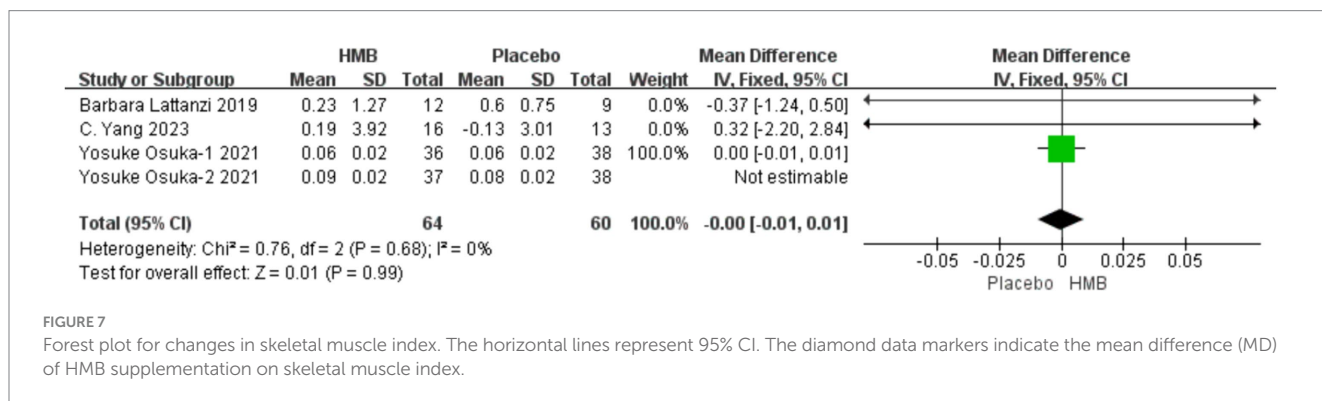 HMB Placebo Mean Difference Mean Difference
Study or Subgroup Mean SD Total Mean SD Total Weight IV, Fixed, 95% CI IV, Fixed, 95% CI
Barbara Lattanzi 2019 0.23 1.27 12 0.6 0.75 9 0.0% -0.37 [-1.24, 0.50]
C. Yang 2023 0.19 3.92 16 -0.13 3.01 13 0.0% 0.32 [-2.20, 2.84]
Yosuke Osuka-1 2021 0.06 0.02 36 0.06 0.02 38 100.0% 0.00 [-0.01, 0.01]
Yosuke Osuka-2 2021 0.09 0.02 37 0.08 0.02 38 Not estimable
Total (95% CI) 64 60 100.0% -0.00 [-0.01, 0.01]
Heterogeneity: Chi² = 0.76, df = 2 (P = 0.68); I² = 0%
Test for overall effect: Z = 0.01 (P = 0.99)
-0.05 -0.025 0 0.025 0.05
Placebo HMB
FIGURE 7
Forest plot for changes in skeletal muscle index. The horizontal lines represent 95% CI. The diamond data markers indicate the mean difference (MD)
of HMB supplementation on skeletal muscle index.